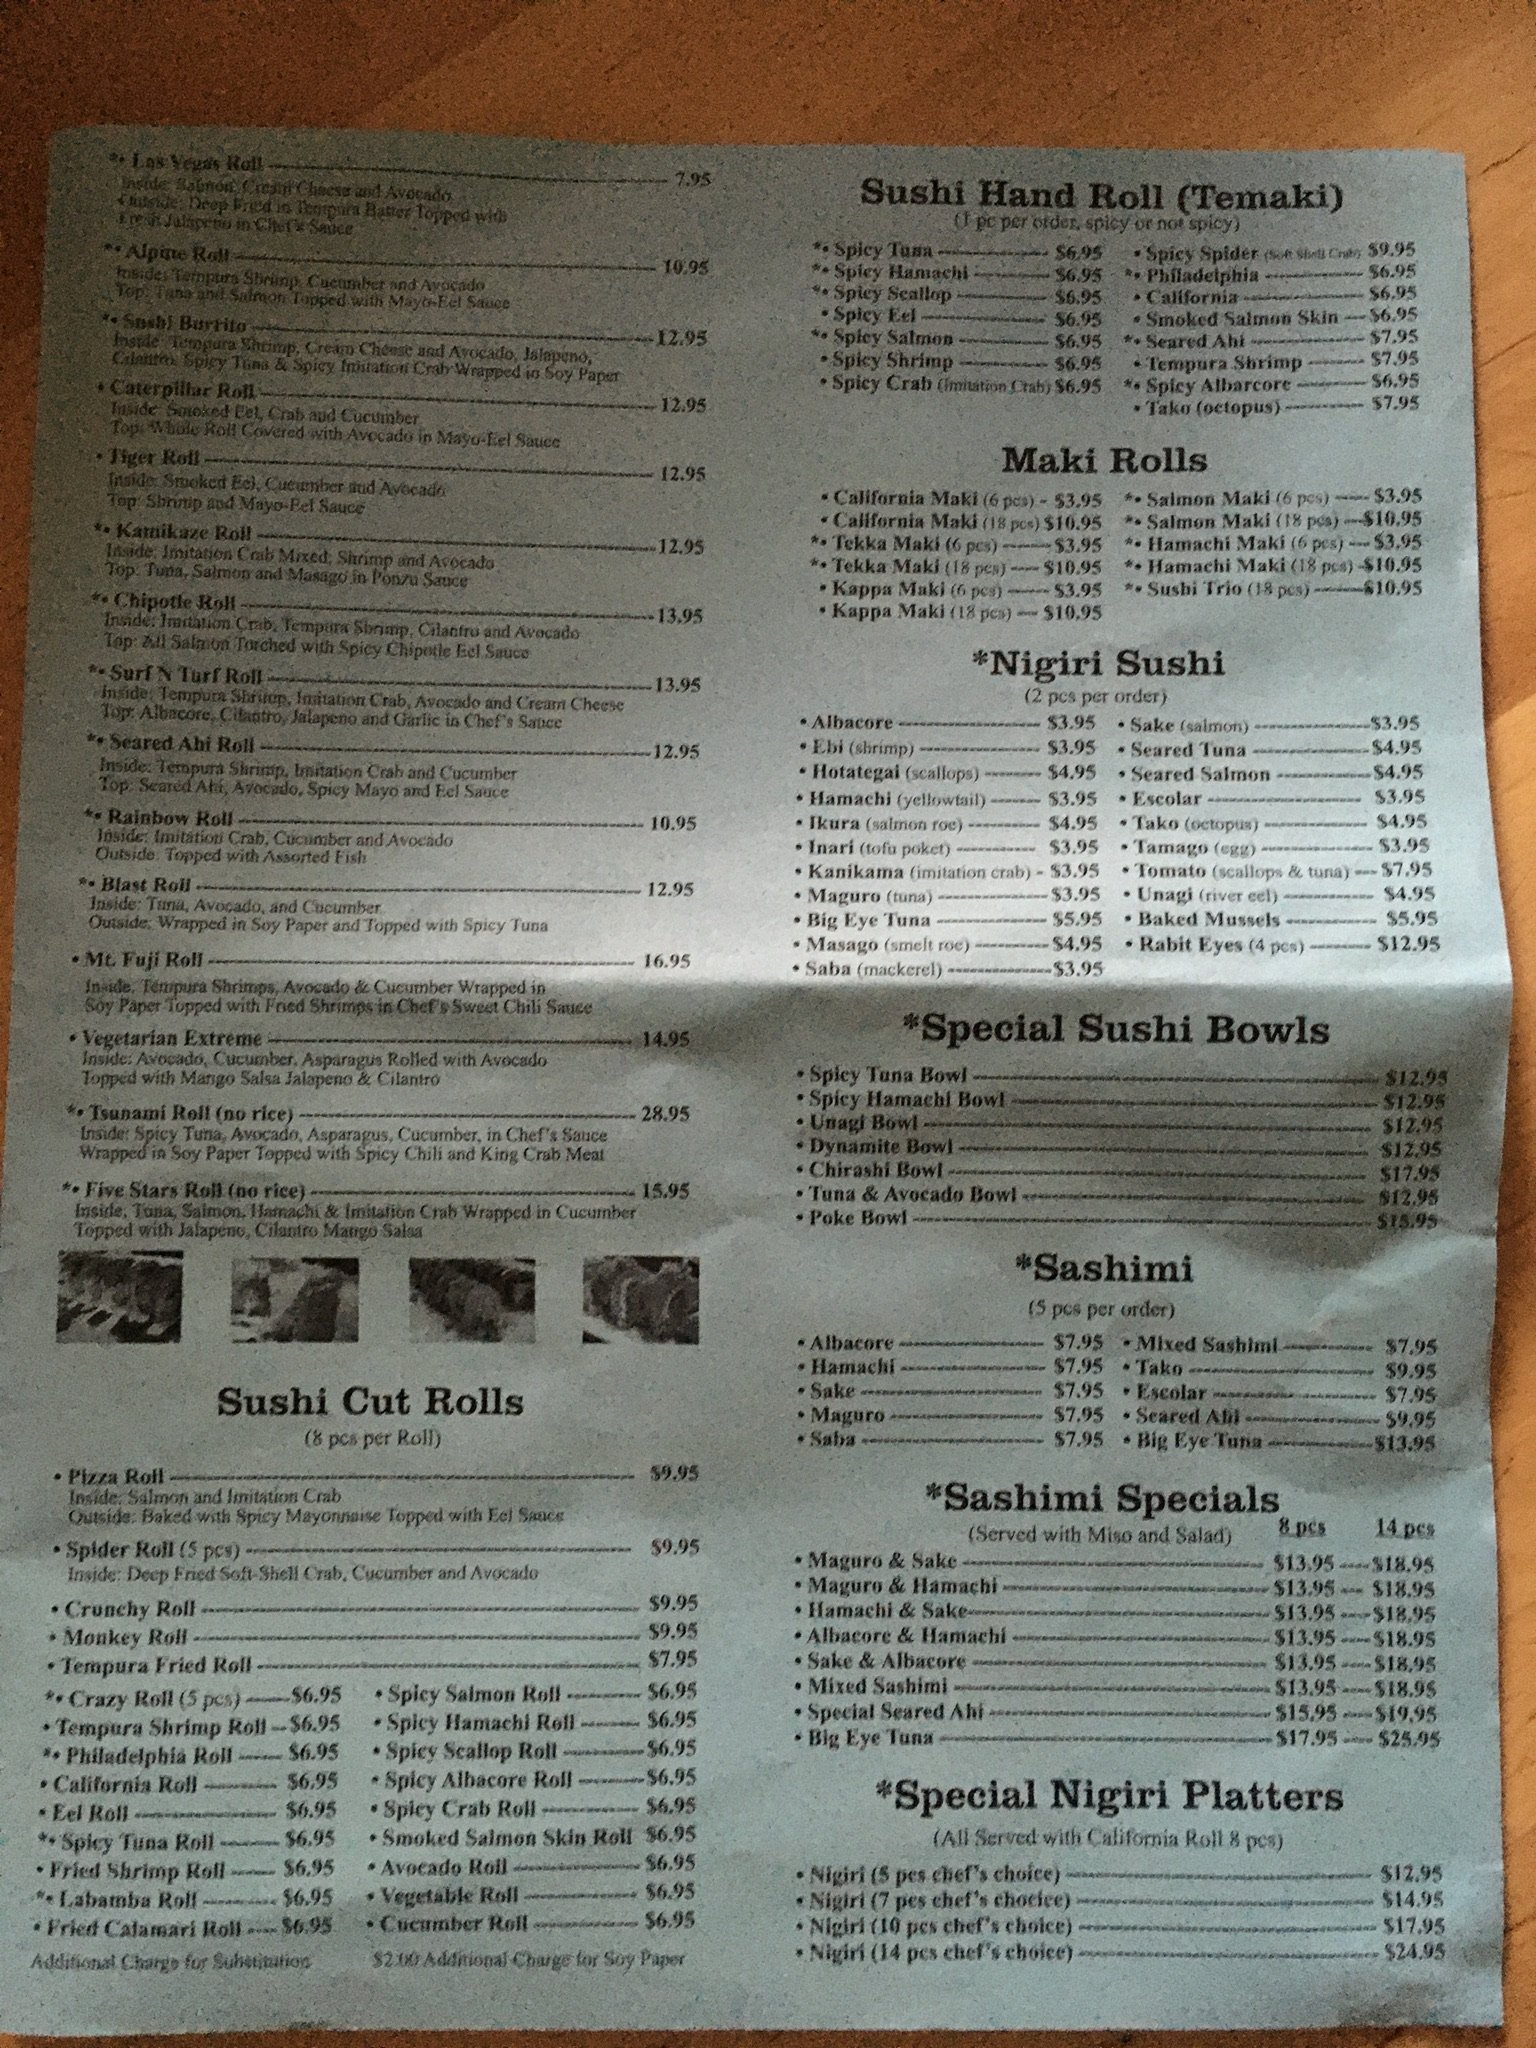 *• Las Vegas Roll 7.95
Inside: Salmon, Cream Cheese and Avocado
Outside: Deep Fried in Tempura Batter Topped with
Fresh Jalapeno in Chef's Sauce
*• Alpine Roll 10.95
Inside: Tempura Shrimp, Cucumber and Avocado
Top: Tuna and Salmon Topped with Mayo-Eel Sauce
*• Sushi Burrito 12.95
Inside: Tempura Shrimp, Cream Cheese and Avocado, Jalapeno,
Cilantro, Spicy Tuna & Spicy Imitation Crab Wrapped in Soy Paper
• Caterpillar Roll 12.95
Inside: Smoked Eel, Crab and Cucumber
Top: Whole Roll Covered with Avocado in Mayo-Eel Sauce
• Tiger Roll 12.95
Inside: Smoked Eel, Cucumber and Avocado
Top: Shrimp and Mayo-Eel Sauce
*• Kamikaze Roll 12.95
Inside: Imitation Crab Mixed, Shrimp and Avocado
Top: Tuna, Salmon and Masago in Ponzu Sauce
*• Chipotle Roll 13.95
Inside: Imitation Crab, Tempura Shrimp, Cilantro and Avocado
Top: All Salmon Torched with Spicy Chipotle Eel Sauce
*• Surf N Turf Roll 13.95
Inside: Tempura Shrimp, Imitation Crab, Avocado and Cream Cheese
Top: Albacore, Cilantro, Jalapeno and Garlic in Chef's Sauce
*• Seared Ahi Roll 12.95
Inside: Tempura Shrimp, Imitation Crab and Cucumber
Top: Seared Ahi, Avocado, Spicy Mayo and Eel Sauce
*• Rainbow Roll 10.95
Inside: Imitation Crab, Cucumber and Avocado
Outside: Topped with Assorted Fish
*• Blast Roll 12.95
Inside: Tuna, Avocado, and Cucumber
Outside: Wrapped in Soy Paper and Topped with Spicy Tuna
• Mt. Fuji Roll 16.95
Inside, Tempura Shrimps, Avocado & Cucumber Wrapped in
Soy Paper Topped with Fried Shrimps in Chef's Sweet Chili Sauce
• Vegetarian Extreme 14.95
Inside: Avocado, Cucumber, Asparagus Rolled with Avocado
Topped with Mango Salsa Jalapeno & Cilantro
*• Tsunami Roll (no rice) 28.95
Inside: Spicy Tuna, Avocado, Asparagus, Cucumber, in Chef's Sauce
Wrapped in Soy Paper Topped with Spicy Chili and King Crab Meat
*• Five Stars Roll (no rice) 15.95
Inside, Tuna, Salmon, Hamachi & Imitation Crab Wrapped in Cucumber
Topped with Jalapeno, Cilantro Mango Salsa
Sushi Cut Rolls
(8 pcs per Roll)
• Pizza Roll $9.95
Inside: Salmon and Imitation Crab
Outside: Baked with Spicy Mayonnaise Topped with Eel Sauce
• Spider Roll (5 pcs) $9.95
Inside: Deep Fried Soft-Shell Crab, Cucumber and Avocado
• Crunchy Roll $9.95
• Monkey Roll $9.95
• Tempura Fried Roll $7.95
*• Crazy Roll (5 pcs) $6.95 • Spicy Salmon Roll $6.95
• Tempura Shrimp Roll $6.95 • Spicy Hamachi Roll $6.95
*• Philadelphia Roll $6.95 • Spicy Scallop Roll $6.95
• California Roll $6.95 • Spicy Albacore Roll $6.95
• Eel Roll $6.95 • Spicy Crab Roll $6.95
*• Spicy Tuna Roll $6.95 • Smoked Salmon Skin Roll $6.95
• Fried Shrimp Roll $6.95 • Avocado Roll $6.95
*• Labamba Roll $6.95 • Vegetable Roll $6.95
• Fried Calamari Roll $6.95 • Cucumber Roll $6.95
Additional Charge for Substitution $2.00 Additional Charge for Soy Paper
Sushi Hand Roll (Temaki)
(1 pc per order, spicy or not spicy)
*• Spicy Tuna $6.95 • Spicy Spider (Soft Shell Crab) $9.95
*• Spicy Hamachi $6.95 *• Philadelphia $6.95
*• Spicy Scallop $6.95 • California $6.95
• Spicy Eel $6.95 • Smoked Salmon Skin $6.95
*• Spicy Salmon $6.95 *• Seared Ahi $7.95
• Spicy Shrimp $6.95 • Tempura Shrimp $7.95
• Spicy Crab (Imitation Crab) $6.95 *• Spicy Albarcore $6.95
• Tako (octopus) $7.95
Maki Rolls
• California Maki (6 pcs) - $3.95 *• Salmon Maki (6 pcs) $3.95
• California Maki (18 pcs) $10.95 *• Salmon Maki (18 pcs) $10.95
*• Tekka Maki (6 pcs) $3.95 *• Hamachi Maki (6 pcs) $3.95
*• Tekka Maki (18 pcs) $10.95 *• Hamachi Maki (18 pcs) $10.95
• Kappa Maki (6 pcs) $3.95 *• Sushi Trio (18 pcs) $10.95
• Kappa Maki (18 pcs) $10.95
*Nigiri Sushi
(2 pcs per order)
• Albacore $3.95 • Sake (salmon) $3.95
• Ebi (shrimp) $3.95 • Seared Tuna $4.95
• Hotategai (scallops) $4.95 • Seared Salmon $4.95
• Hamachi (yellowtail) $3.95 • Escolar $3.95
• Ikura (salmon roe) $4.95 • Tako (octopus) $4.95
• Inari (tofu poket) $3.95 • Tamago (egg) $3.95
• Kanikama (imitation crab) - $3.95 • Tomato (scallops & tuna) $7.95
• Maguro (tuna) $3.95 • Unagi (river eel) $4.95
• Big Eye Tuna $5.95 • Baked Mussels $5.95
• Masago (smelt roe) $4.95 • Rabit Eyes (4 pcs) $12.95
• Saba (mackerel) $3.95
*Special Sushi Bowls
• Spicy Tuna Bowl $12.95
• Spicy Hamachi Bowl $12.95
• Unagi Bowl $12.95
• Dynamite Bowl $12.95
• Chirashi Bowl $17.95
• Tuna & Avocado Bowl $12.95
• Poke Bowl $15.95
*Sashimi
(5 pcs per order)
• Albacore $7.95 • Mixed Sashimi $7.95
• Hamachi $7.95 • Tako $9.95
• Sake $7.95 • Escolar $7.95
• Maguro $7.95 • Seared Ahi $9.95
• Saba $7.95 • Big Eye Tuna $13.95
*Sashimi Specials
(Served with Miso and Salad) 8 pcs 14 pcs
• Maguro & Sake $13.95 $18.95
• Maguro & Hamachi $13.95 $18.95
• Hamachi & Sake $13.95 $18.95
• Albacore & Hamachi $13.95 $18.95
• Sake & Albacore $13.95 $18.95
• Mixed Sashimi $13.95 $18.95
• Special Seared Ahi $15.95 $19.95
• Big Eye Tuna $17.95 $25.95
*Special Nigiri Platters
(All Served with California Roll 8 pcs)
• Nigiri (5 pcs chef's choice) $12.95
• Nigiri (7 pcs chef's chocice) $14.95
• Nigiri (10 pcs chef's choice) $17.95
• Nigiri (14 pcs chef's choice) $24.95